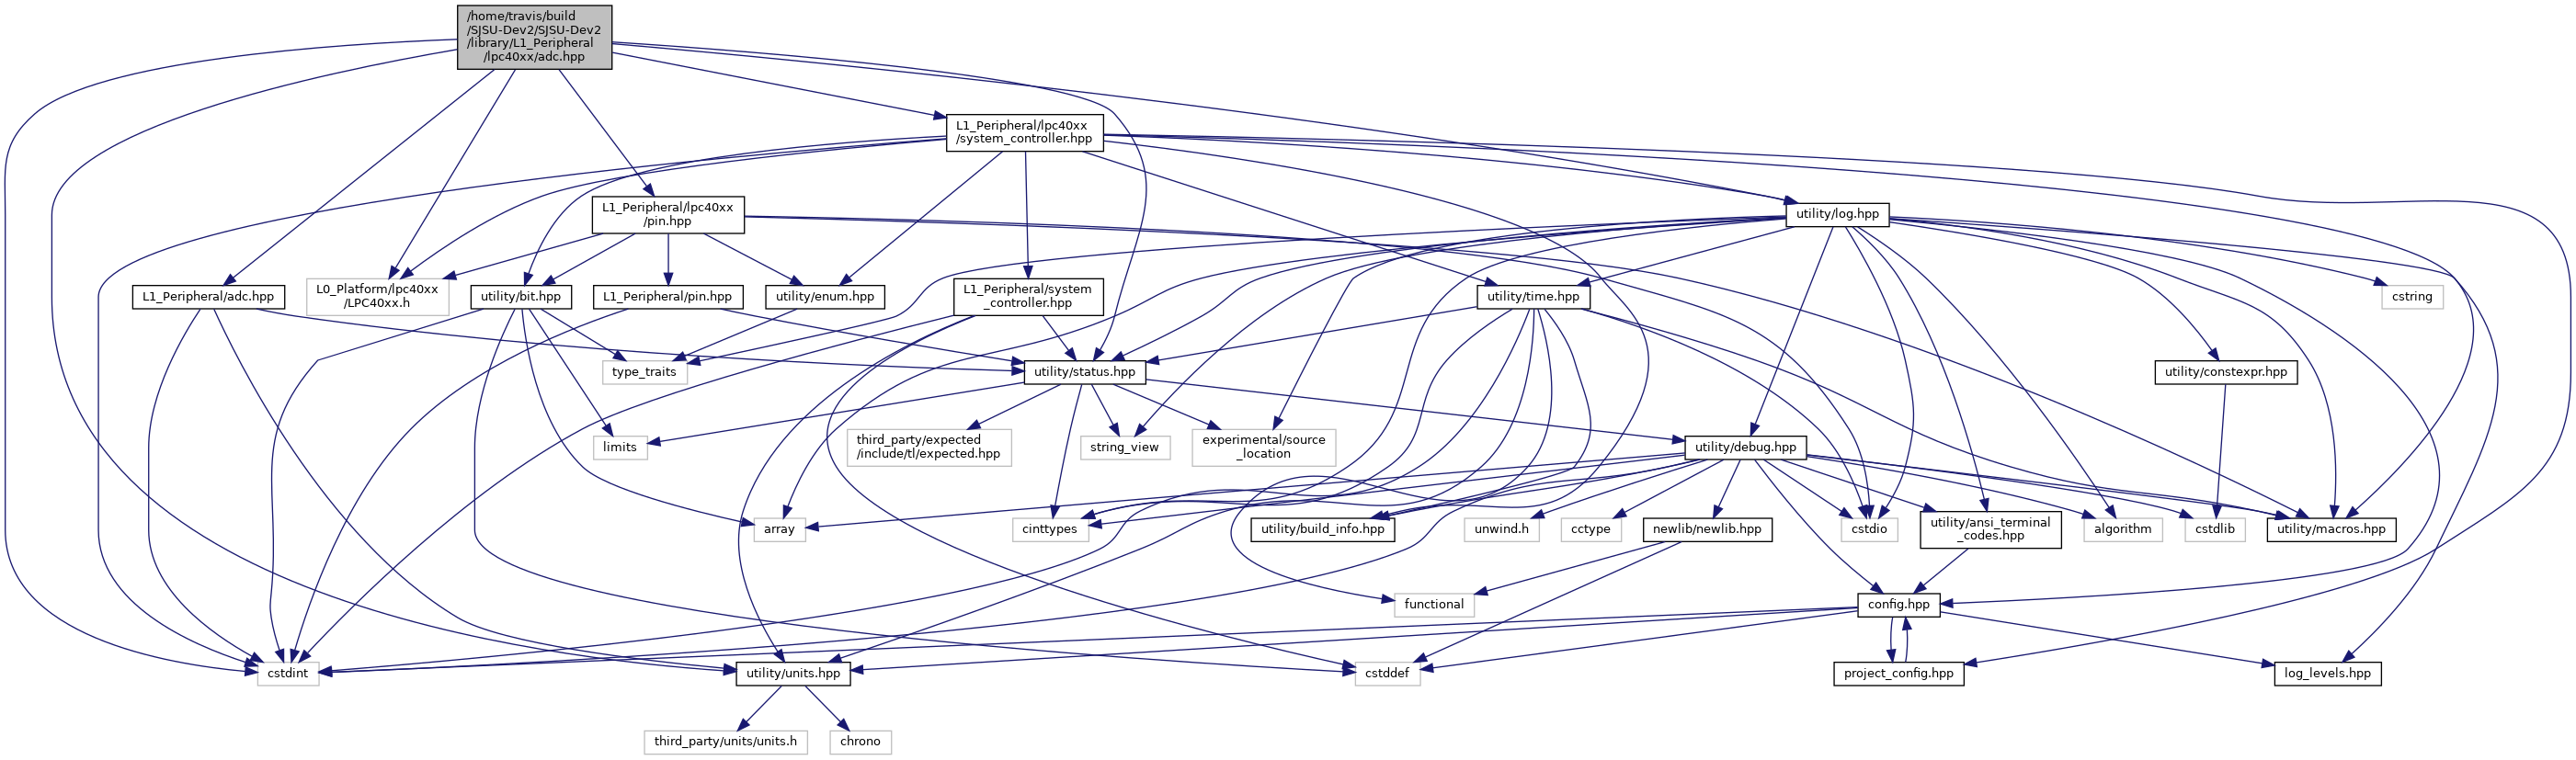 /home/travis/build
/SJSU-Dev2/SJSU-Dev2
/library/L1_Peripheral
/lpc40xx/adc.hpp
L1_Peripheral/lpc40xx
/system_controller.hpp
L1_Peripheral/lpc40xx
/pin.hpp
utility/log.hpp
L1_Peripheral/adc.hpp
L0_Platform/lpc40xx
/LPC40xx.h
utility/bit.hpp
L1_Peripheral/pin.hpp
utility/enum.hpp
L1_Peripheral/system
_controller.hpp
utility/time.hpp
cstring
type_traits
utility/status.hpp
utility/constexpr.hpp
limits
third_party/expected
/include/tl/expected.hpp
string_view
experimental/source
_location
utility/debug.hpp
array
cinttypes
utility/build_info.hpp
unwind.h
cctype
newlib/newlib.hpp
cstdio
utility/ansi_terminal
_codes.hpp
algorithm
cstdlib
utility/macros.hpp
functional
config.hpp
cstdint
utility/units.hpp
cstddef
project_config.hpp
log_levels.hpp
third_party/units/units.h
chrono